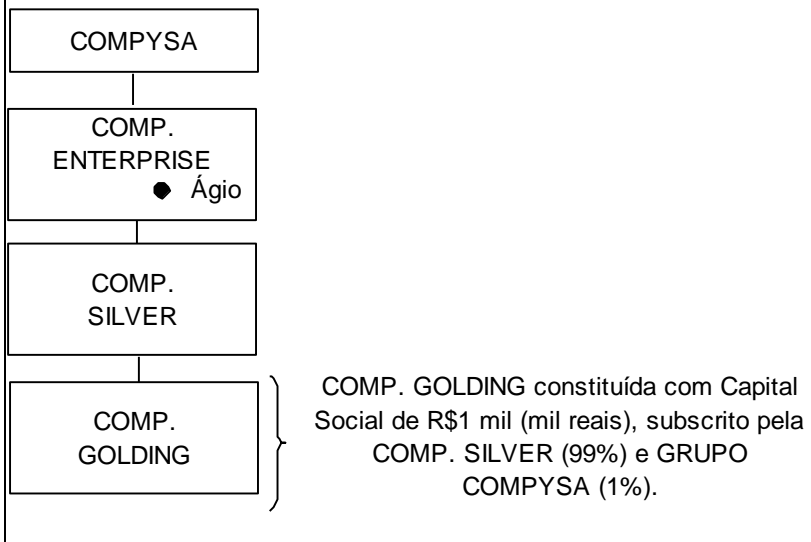 COMPYSA
COMP.
ENTERPRISE
● Ágio
COMP.
SILVER
COMP.
GOLDING
COMP. GOLDING constituída com Capital
Social de R$1 mil (mil reais), subscrito pela
COMP. SILVER (99%) e GRUPO
COMPYSA (1%).